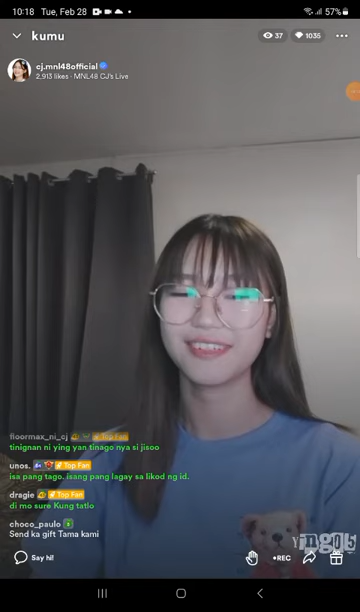 10:18 Tue, Feb 28 57%
kumu
37 1035
cj.mnl48official
2,913 likes · MNL48 CJ's Live
floormax_ni_cj Top Fan
tinignan ni ying yan tinago nya si jisoo
unos. Top Fan
isa pang tago. isang pang lagay sa likod ng id.
dragie Top Fan
di mo sure Kung tatlo
choco_paulo 2
Send ka gift Tama kami
Say hi!
REC